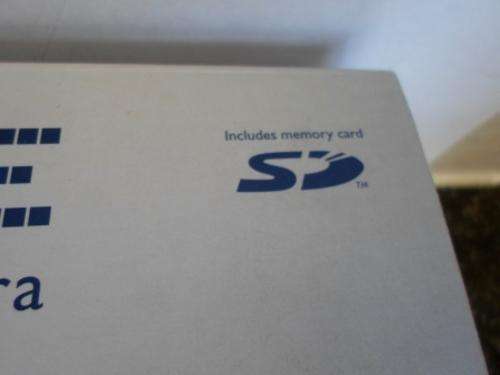 Includes memory card
SD
TM
ra